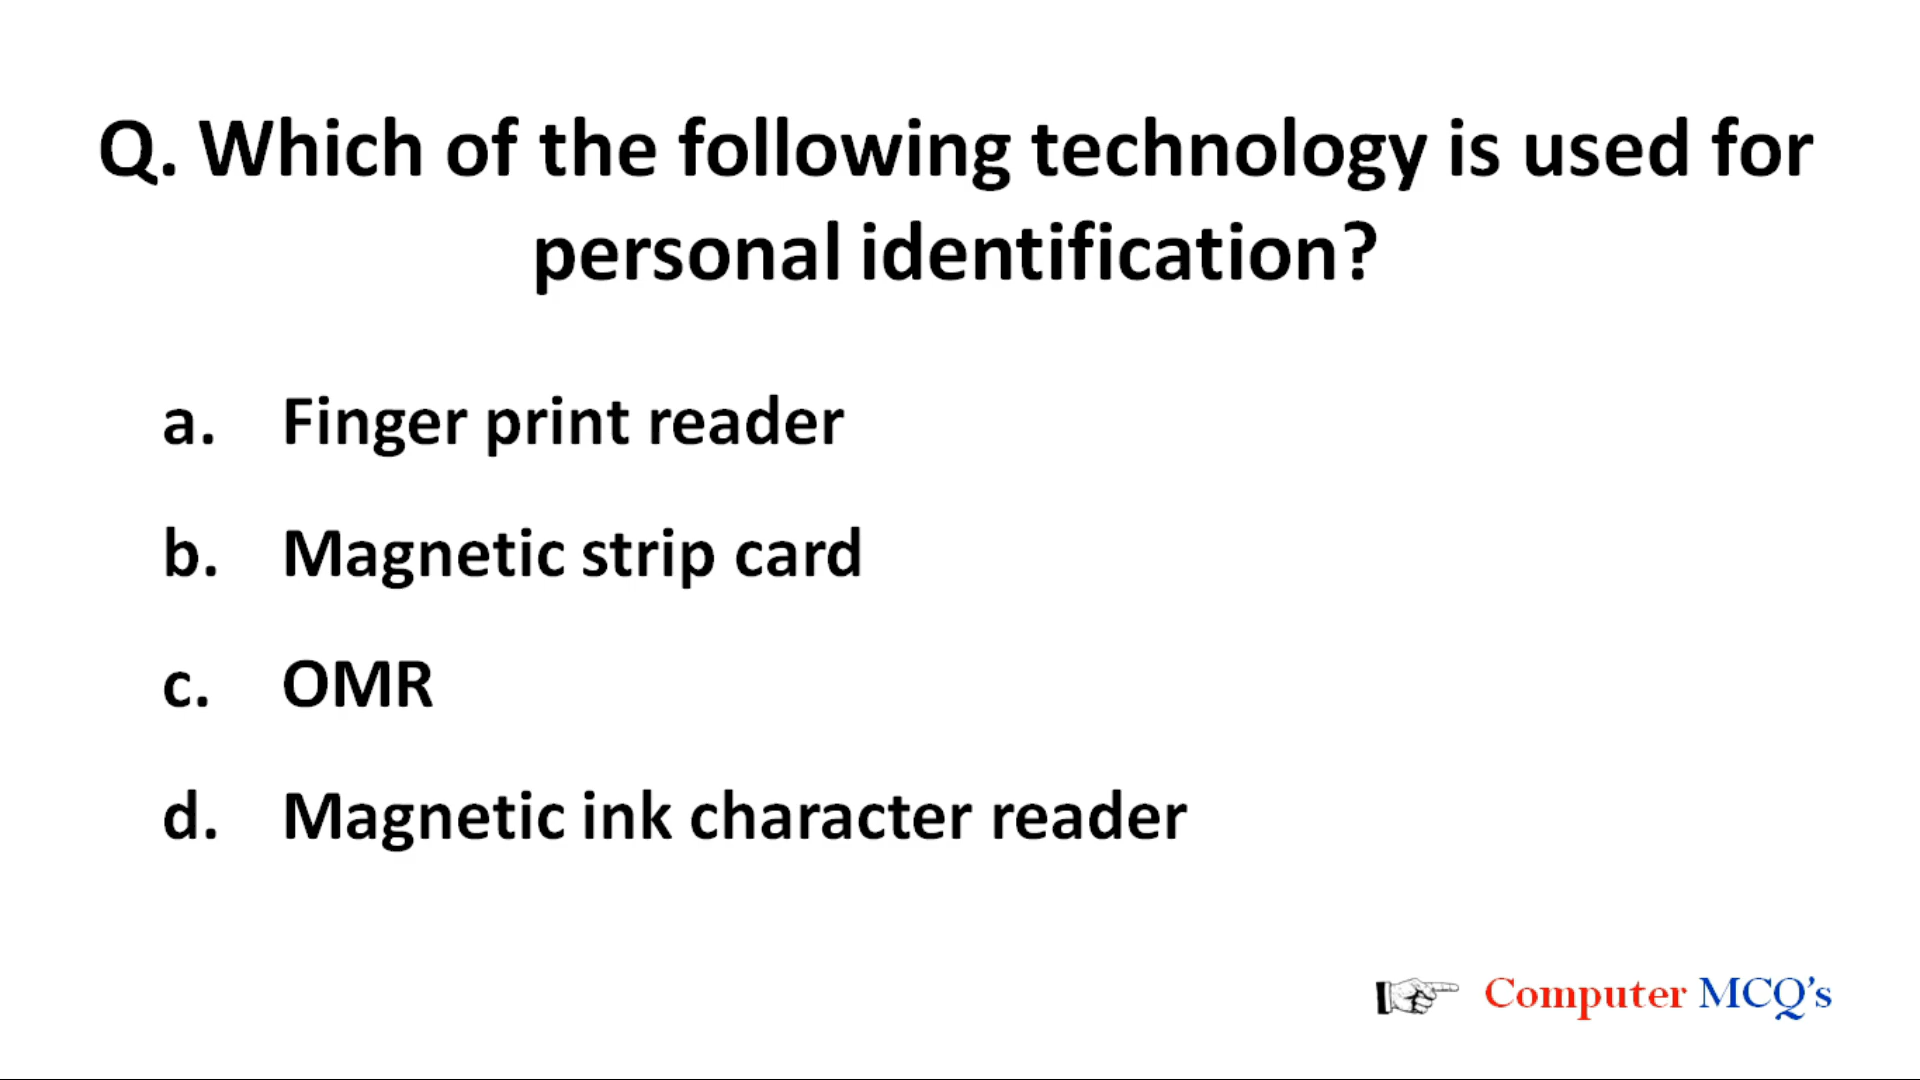 Q. Which of the following technology is used for
personal identification?
a. Finger print reader
b. Magnetic strip card
c. OMR
d. Magnetic ink character reader
Computer MCQ's